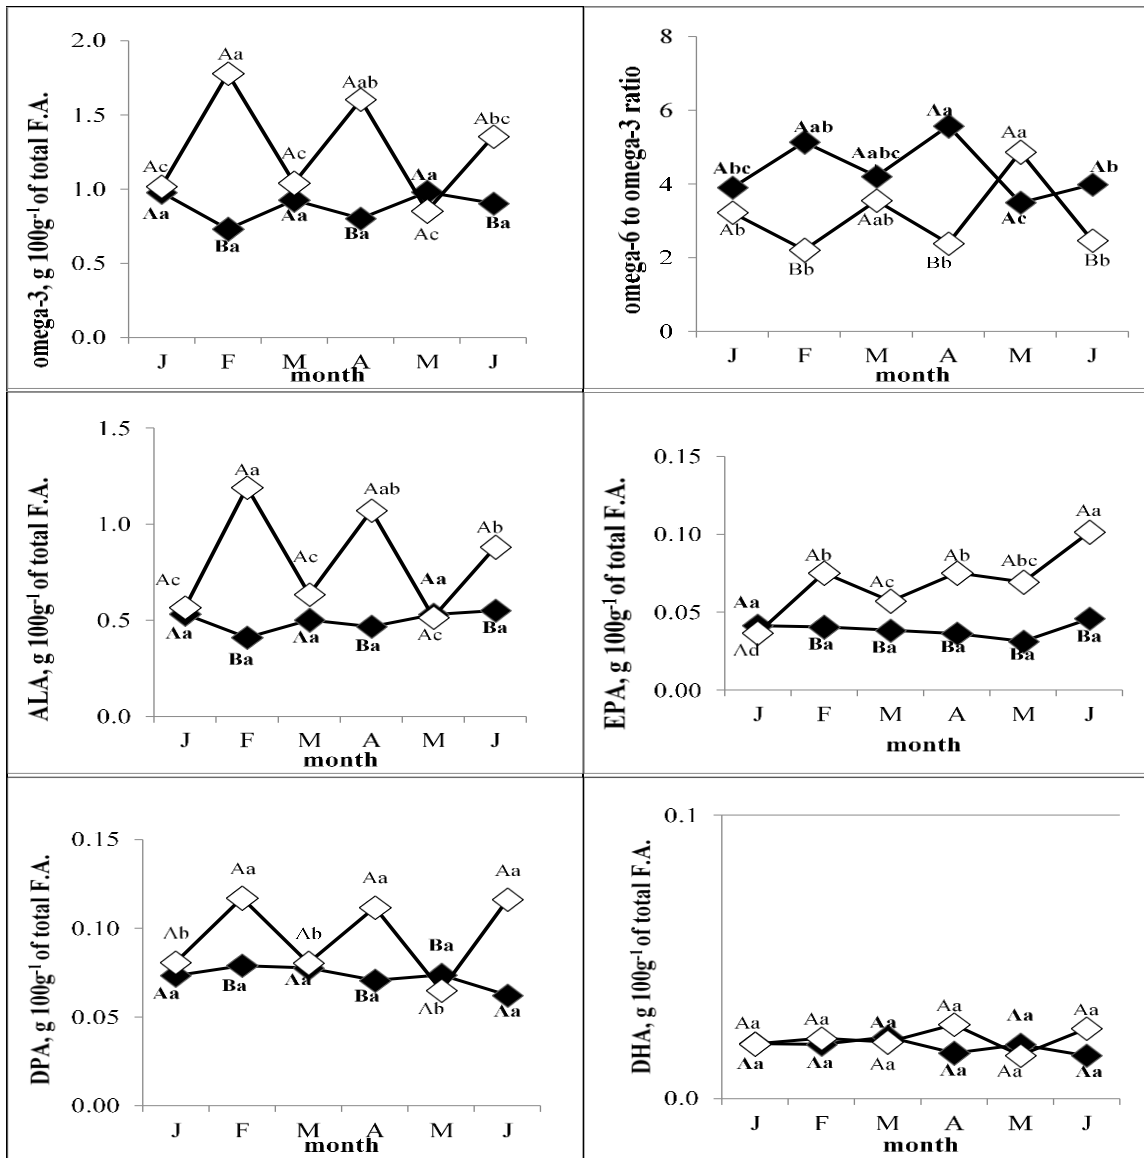 omega-3, g 100g-1 of total F.A.
2.0
1.5
1.0
0.5
0.0
Aa
Aab
Abc
Ac
Ac
Aa
Aa
Aa
Ba
Ba
Ac
Ba
J F M A M J
month
omega-6 to omega-3 ratio
8
6
4
2
0
Aa
Aab
Aa
Aabc
Abc
Ab
Ab
Aab
Ac
Bb
Bb
Bb
J F M A M J
month
ALA, g 100g-1 of total F.A.
1.5
1.0
0.5
0.0
Aa
Aab
Ab
Ac
Ac
Aa
Aa
Aa
Ac
Ba
Ba
Ba
J F M A M J
month
EPA, g 100g-1 of total F.A.
0.15
0.10
0.05
0.00
Aa
Ab
Ab
Abc
Ac
Aa
Ad
Ba
Ba
Ba
Ba
Ba
J F M A M J
month
DPA, g 100g-1 of total F.A.
0.15
0.10
0.05
0.00
Aa
Aa
Aa
Ab
Ab
Ba
Aa
Ba
Aa
Ba
Ab
Aa
J F M A M J
month
DHA, g 100g-1 of total F.A.
0.1
0.0
Aa
Aa
Aa
Aa
Aa
Aa
Aa
Aa
Aa
Aa
Aa
Aa
J F M A M J
month